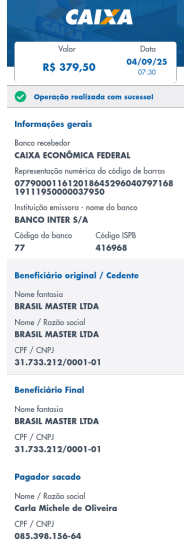 CAIXA
Valor
Data
R$ 379,50
04/09/25
07:30
Operação realizada com sucesso!
Informações gerais
Banco recebedor
CAIXA ECONÔMICA FEDERAL
Representação numérica do código de barras
077900011612018645296040797168
19111950000037950
Instituição emissora - nome do banco
BANCO INTER S/A
Código do banco
Código ISPB
77
416968
Beneficiário original / Cedente
Nome fantasia
BRASIL MASTER LTDA
Nome / Razão social
BRASIL MASTER LTDA
CPF / CNPJ
31.733.212/0001-01
Beneficiário Final
Nome fantasia
BRASIL MASTER LTDA
CPF / CNPJ
31.733.212/0001-01
Pagador sacado
Nome / Razão social
Carla Michele de Oliveira
CPF / CNPJ
085.398.156-64